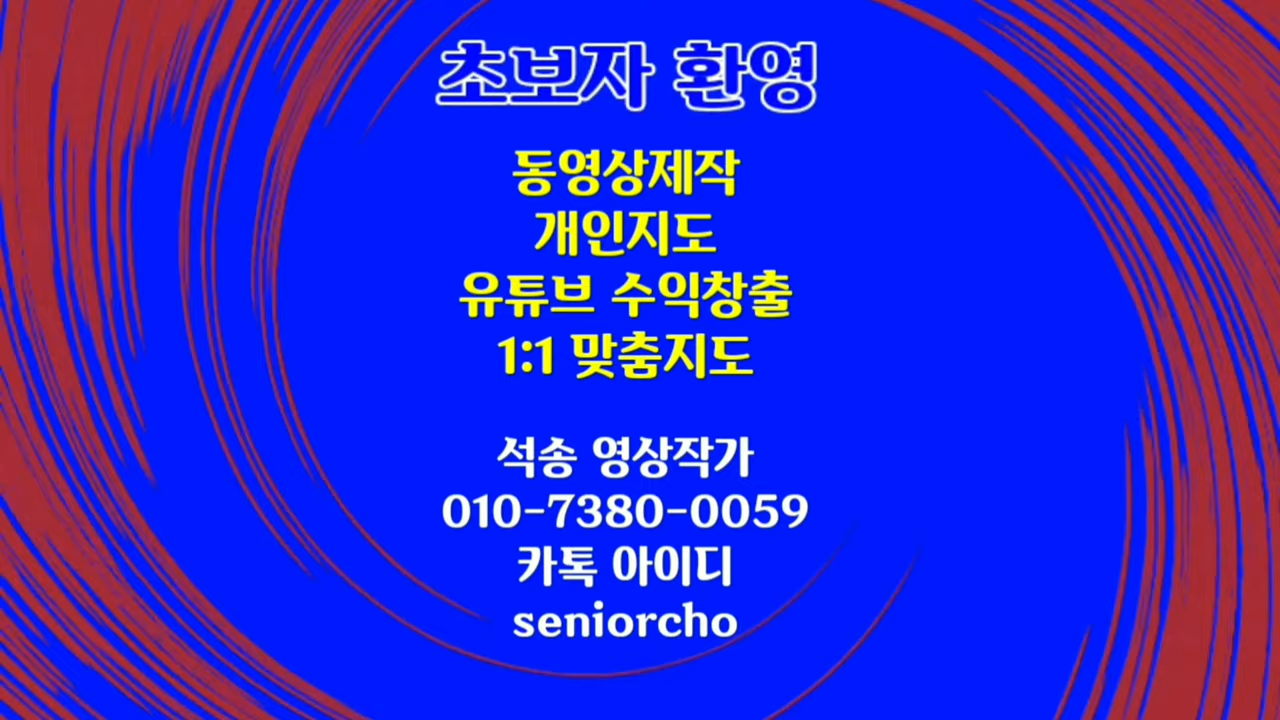 초보자 환영
동영상제작
개인지도
유튜브 수익창출
1:1 맞춤지도
석송 영상작가
010-7380-0059
카톡 아이디
seniorcho